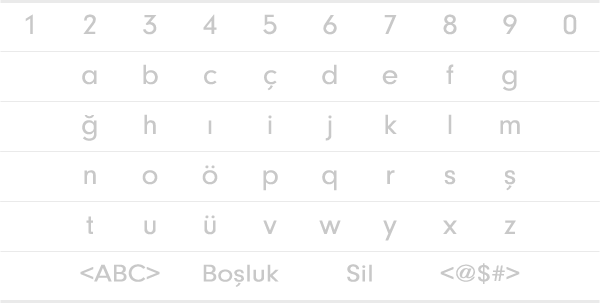 1 2 3 4 5 6 7 8 9 0
a b c ç d e f g
ğ h ı i j k l m
n o ö p q r s ş
t u ü v w y x z
<ABC> Boşluk Sil <@$#>